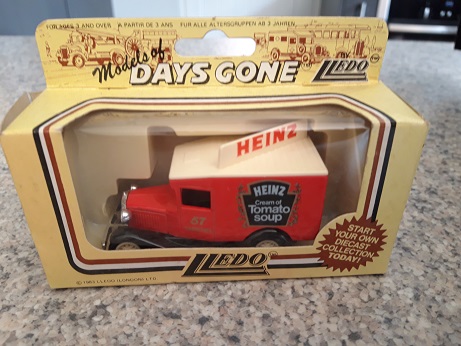 FOR AGES 3 AND OVER A PARTIR DE 3 ANS FÜR ALLE ALTERSGRUPPEN AB 3 JAHREN
Models of
DAYS GONE
LLEDO
HEINZ
HEINZ
Cream of
Tomato
soup
57
START
YOUR OWN
DIECAST
COLLECTION
TODAY!
LLEDO
LLEDO (LONDON) LTD